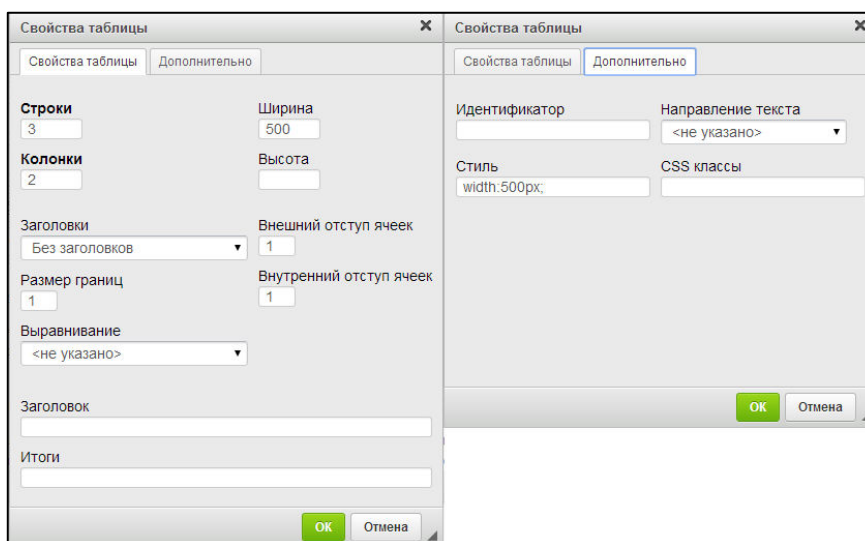 Свойства таблицы
Свойства таблицы Дополнительно
Строки Ширина
3 500
Колонки Высота
2
Заголовки Внешний отступ ячеек
Без заголовков 1
Размер границ Внутренний отступ ячеек
1 1
Выравнивание
<не указано>
Заголовок
Итоги
ОК Отмена
Свойства таблицы
Свойства таблицы Дополнительно
Идентификатор Направление текста
<не указано>
Стиль CSS классы
width:500px;
ОК Отмена